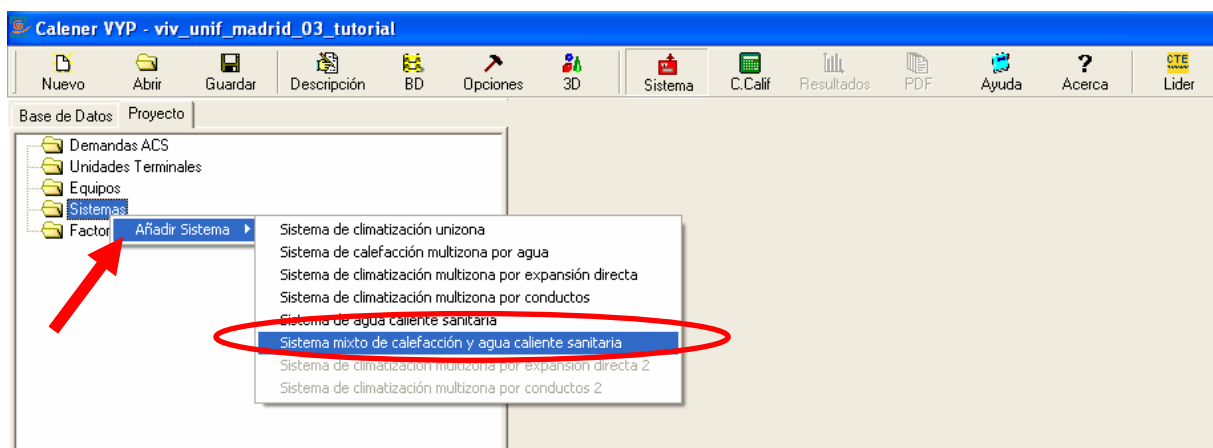 Calener VYP - viv_unif_madrid_03_tutorial
Nuevo Abrir Guardar Descripción BD Opciones 3D Sistema C.Calif Resultados PDF Ayuda ? Acerca CTE Lider
Base de Datos Proyecto
Demandas ACS
Unidades Terminales
Equipos
Sistemas
Factor Añadir Sistema
Sistema de climatización unizona
Sistema de calefacción multizona por agua
Sistema de climatización multizona por expansión directa
Sistema de climatización multizona por conductos
Sistema de agua caliente sanitaria
Sistema mixto de calefacción y agua caliente sanitaria
Sistema de climatización multizona por expansión directa 2
Sistema de climatización multizona por conductos 2